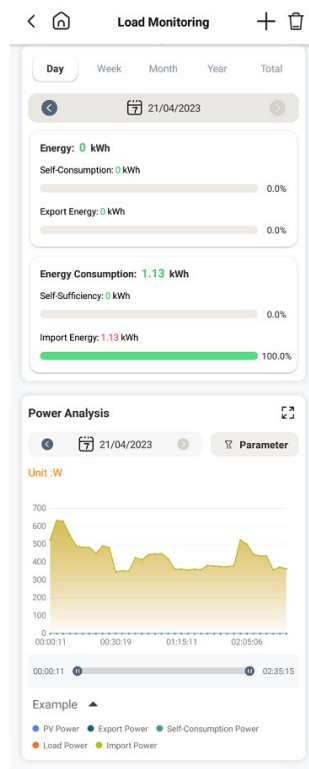 Load Monitoring
Day Week Month Year Total
7 21/04/2023
Energy: 0 kWh
Self-Consumption: 0 kWh
0.0%
Export Energy: 0 kWh
0.0%
Energy Consumption: 1.13 kWh
Self-Sufficiency: 0 kWh
0.0%
Import Energy: 1.13 kWh
100.0%
Power Analysis
7 21/04/2023 Parameter
Unit :W
700
600
500
400
300
200
100
0
00:00:11 00:30:19 01:15:11 02:05:06
00:00:11 02:35:15
Example
PV Power Export Power Self-Consumption Power
Load Power Import Power